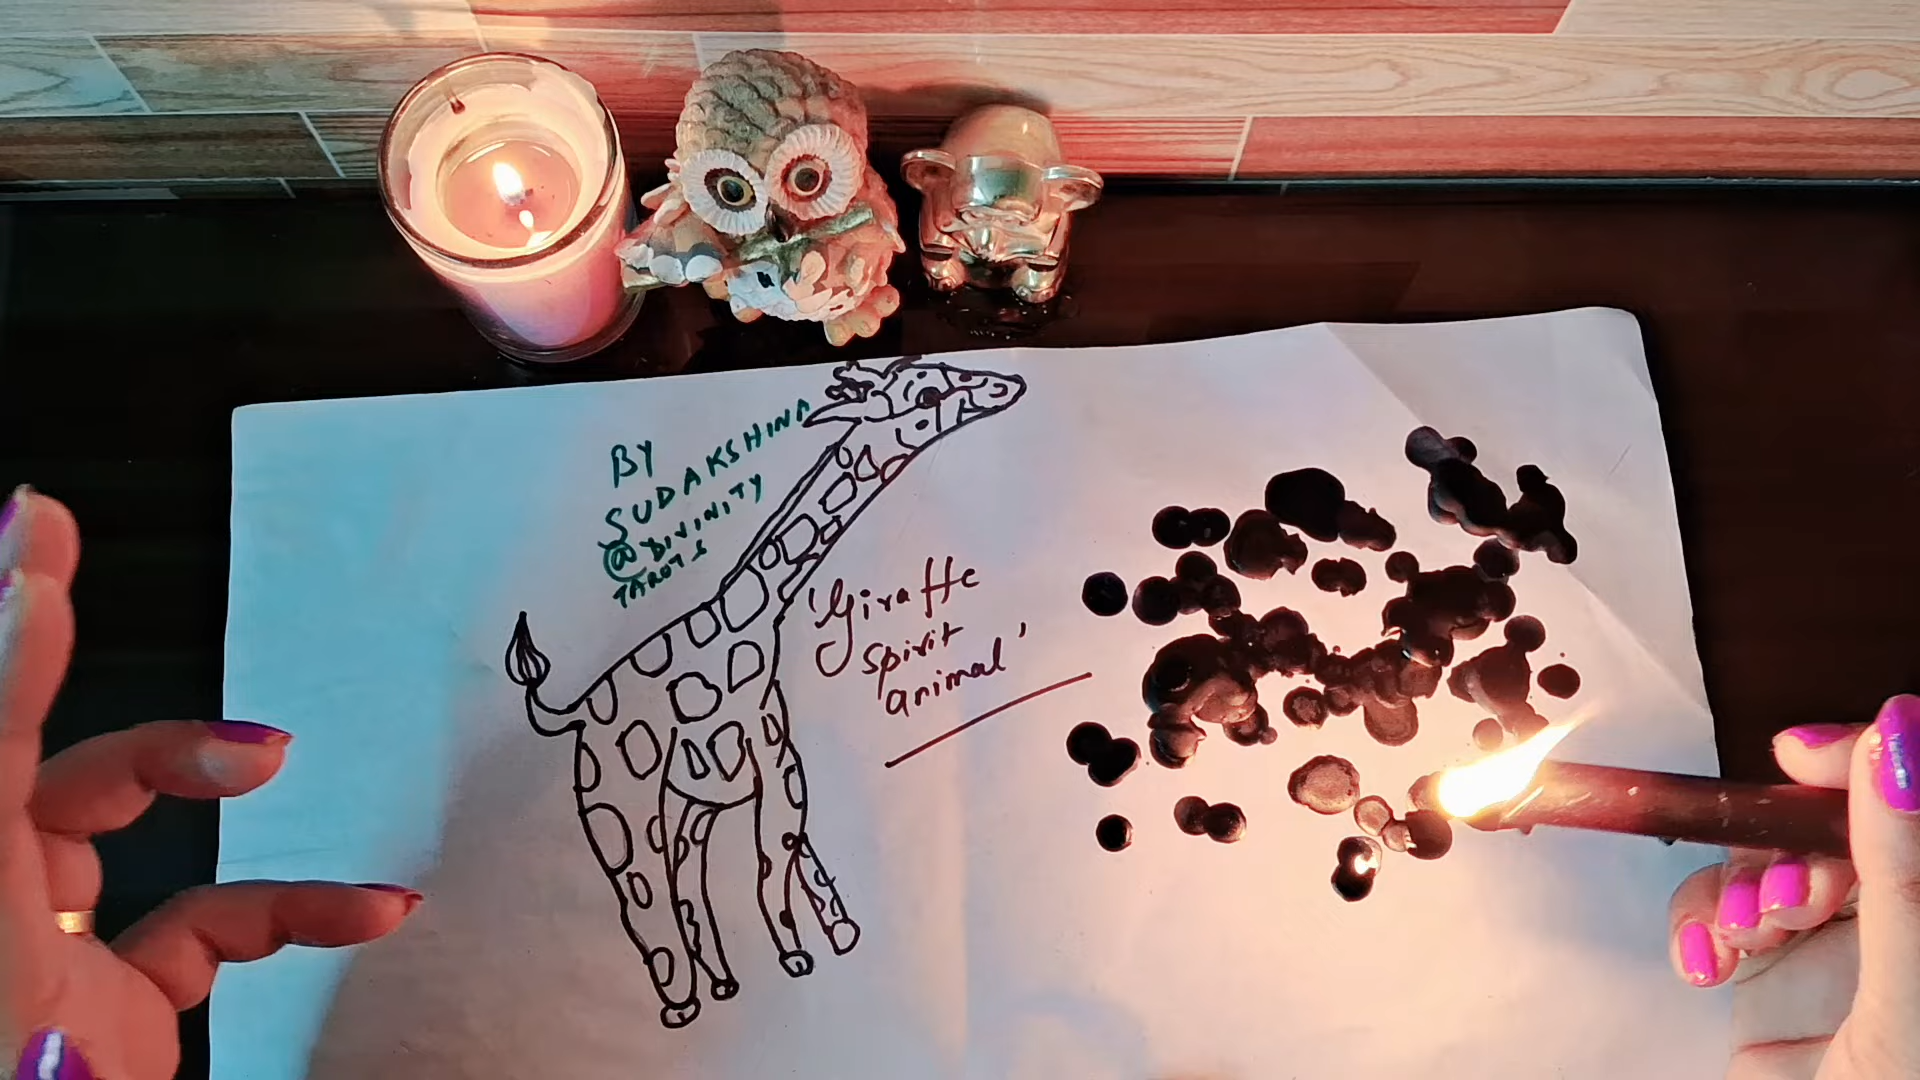 BY
SUDAKSHINA
@DIVINITY
TAROTS
'Giraffe
spirit
animal'